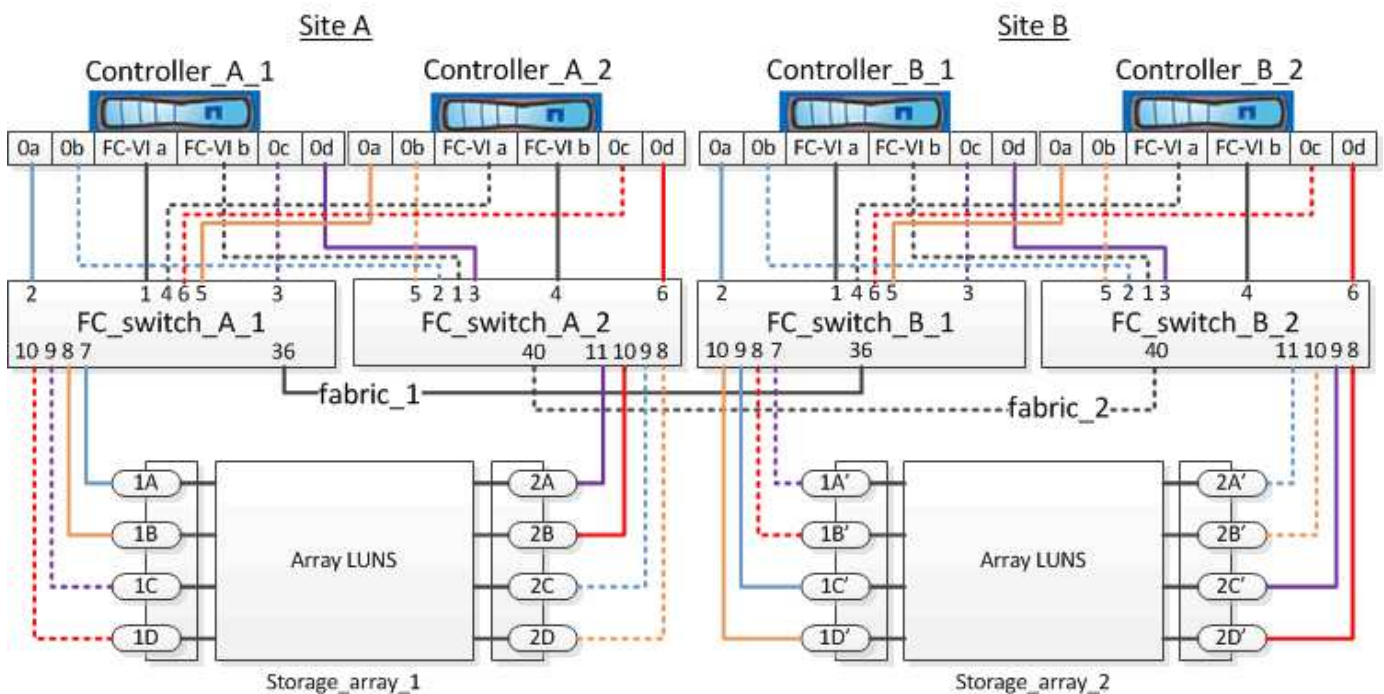 Site A Site B
Controller_A_1 Controller_A_2 Controller_B_1 Controller_B_2
0a 0b FC-VI a FC-VI b 0c 0d 0a 0b FC-VI a FC-VI b 0c 0d 0a 0b FC-VI a FC-VI b 0c 0d 0a 0b FC-VI a FC-VI b 0c 0d
2 1 4 6 5 3 5 2 1 3 4 6 2 1 4 6 5 3 5 2 1 3 4 6
FC_switch_A_1 FC_switch_A_2 FC_switch_B_1 FC_switch_B_2
10 9 8 7 36 40 11 10 9 8 10 9 8 7 36 40 11 10 9 8
fabric_1
fabric_2
1A 2A 1A’ 2A’
1B 2B 1B’ 2B’
Array LUNS Array LUNS
1C 2C 1C’ 2C’
1D 2D 1D’ 2D’
Storage_array_1 Storage_array_2